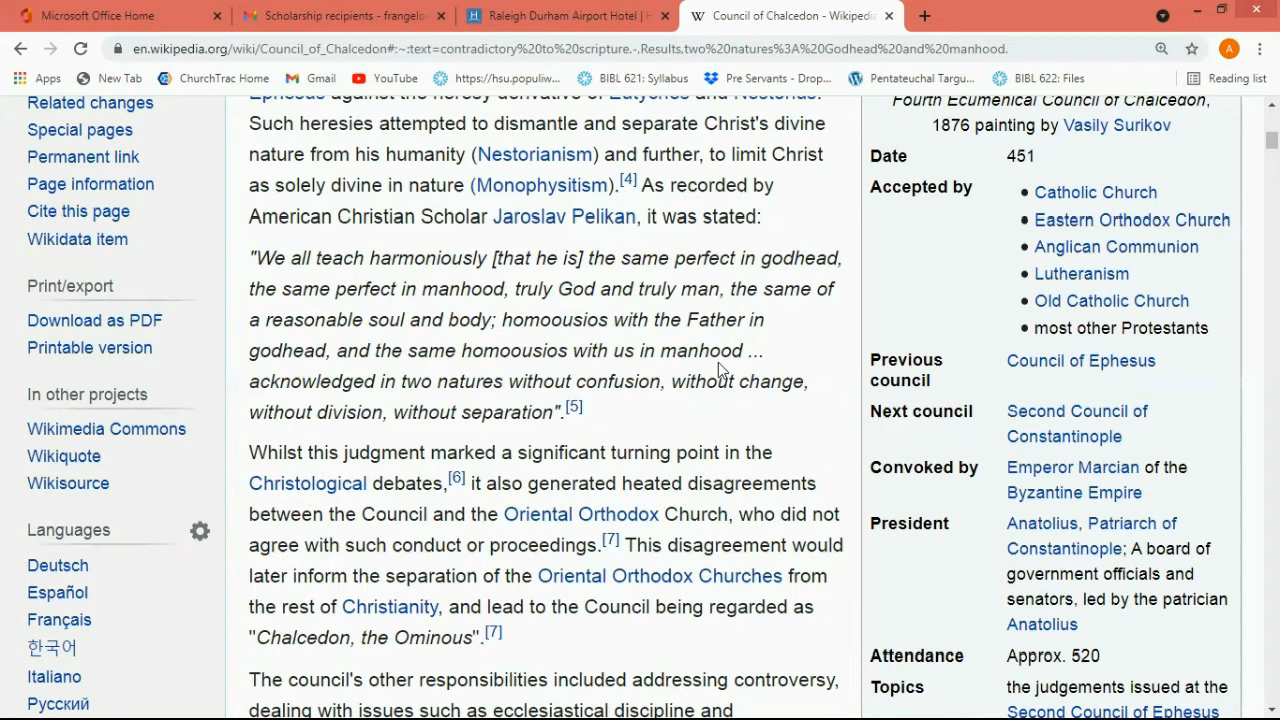 Microsoft Office Home
Scholarship recipients - frangelo
Raleigh Durham Airport Hotel | H
Council of Chalcedon - Wikipedia
en.wikipedia.org/wiki/Council_of_Chalcedon#:~:text=contradictory%20to%20scripture.-,Results,two%20natures%3A%20Godhead%20and%20manhood.
A
Apps New Tab ChurchTrac Home Gmail YouTube https://hsu.populiw... BIBL 621: Syllabus Pre Servants - Drop... Pentateuchal Targu... BIBL 622: Files Reading list
Related changes
Special pages
Permanent link
Page information
Cite this page
Wikidata item
Print/export
Download as PDF
Printable version
In other projects
Wikimedia Commons
Wikiquote
Wikisource
Languages
Deutsch
Español
Français
한국어
Italiano
Русский
Ephesus against the heresy derivative of Eutyches and Nestorius.
Such heresies attempted to dismantle and separate Christ's divine
nature from his humanity (Nestorianism) and further, to limit Christ
as solely divine in nature (Monophysitism).[4] As recorded by
American Christian Scholar Jaroslav Pelikan, it was stated:
"We all teach harmoniously [that he is] the same perfect in godhead,
the same perfect in manhood, truly God and truly man, the same of
a reasonable soul and body; homoousios with the Father in
godhead, and the same homoousios with us in manhood ...
acknowledged in two natures without confusion, without change,
without division, without separation".[5]
Whilst this judgment marked a significant turning point in the
Christological debates,[6] it also generated heated disagreements
between the Council and the Oriental Orthodox Church, who did not
agree with such conduct or proceedings.[7] This disagreement would
later inform the separation of the Oriental Orthodox Churches from
the rest of Christianity, and lead to the Council being regarded as
"Chalcedon, the Ominous".[7]
The council's other responsibilities included addressing controversy,
dealing with issues such as ecclesiastical discipline and
Fourth Ecumenical Council of Chalcedon,
1876 painting by Vasily Surikov
Date 451
Accepted by
• Catholic Church
• Eastern Orthodox Church
• Anglican Communion
• Lutheranism
• Old Catholic Church
• most other Protestants
Previous council Council of Ephesus
Next council Second Council of
Constantinople
Convoked by Emperor Marcian of the
Byzantine Empire
President Anatolius, Patriarch of
Constantinople; A board of
government officials and
senators, led by the patrician
Anatolius
Attendance Approx. 520
Topics the judgements issued at the
Second Council of Ephesus